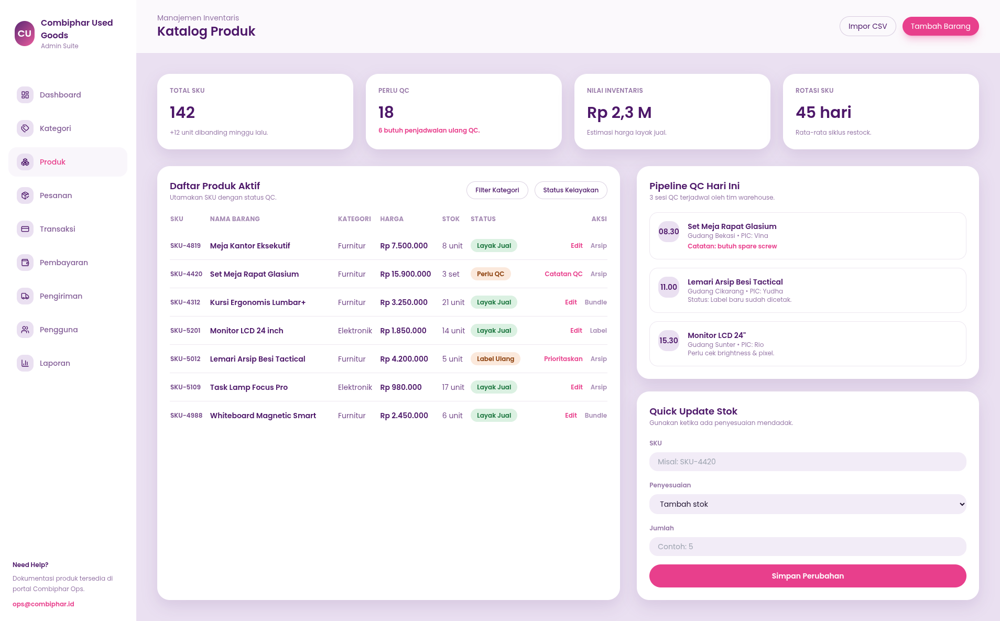 CU
Combiphar Used
Goods
Admin Suite
Dashboard
Kategori
Produk
Pesanan
Transaksi
Pembayaran
Pengiriman
Pengguna
Laporan
Need Help?
Dokumentasi produk tersedia di
portal Combiphar Ops.
ops@combiphar.id
Manajemen Inventaris
Katalog Produk
Impor CSV
Tambah Barang
TOTAL SKU
142
+12 unit dibanding minggu lalu.
PERLU QC
18
6 butuh penjadwalan ulang QC.
NILAI INVENTARIS
Rp 2,3 M
Estimasi harga layak jual.
ROTASI SKU
45 hari
Rata-rata siklus restock.
Daftar Produk Aktif
Utamakan SKU dengan status QC.
Filter Kategori
Status Kelayakan
SKU NAMA BARANG KATEGORI HARGA STOK STATUS AKSI
SKU-4819 Meja Kantor Eksekutif Furnitur Rp 7.500.000 8 unit Layak Jual Edit Arsip
SKU-4420 Set Meja Rapat Glasium Furnitur Rp 15.900.000 3 set Perlu QC Catatan QC Arsip
SKU-4312 Kursi Ergonomis Lumbar+ Furnitur Rp 3.250.000 21 unit Layak Jual Edit Bundle
SKU-5201 Monitor LCD 24 inch Elektronik Rp 1.850.000 14 unit Layak Jual Edit Label
SKU-5012 Lemari Arsip Besi Tactical Furnitur Rp 4.200.000 5 unit Label Ulang Prioritaskan Arsip
SKU-5109 Task Lamp Focus Pro Elektronik Rp 980.000 17 unit Layak Jual Edit Arsip
SKU-4988 Whiteboard Magnetic Smart Furnitur Rp 2.450.000 6 unit Layak Jual Edit Bundle
Pipeline QC Hari Ini
3 sesi QC terjadwal oleh tim warehouse.
08.30
Set Meja Rapat Glasium
Gudang Bekasi • PIC: Vina
Catatan: butuh spare screw
11.00
Lemari Arsip Besi Tactical
Gudang Cikarang • PIC: Yudha
Status: Label baru sudah dicetak.
15.30
Monitor LCD 24"
Gudang Sunter • PIC: Rio
Perlu cek brightness & pixel.
Quick Update Stok
Gunakan ketika ada penyesuaian mendadak.
SKU
Misal: SKU-4420
Penyesuaian
Tambah stok
Jumlah
Contoh: 5
Simpan Perubahan